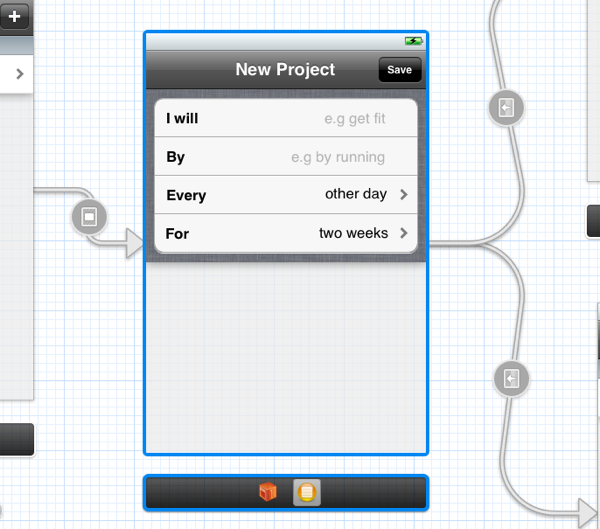 New Project
Save
I will e.g get fit
By e.g by running
Every other day
For two weeks